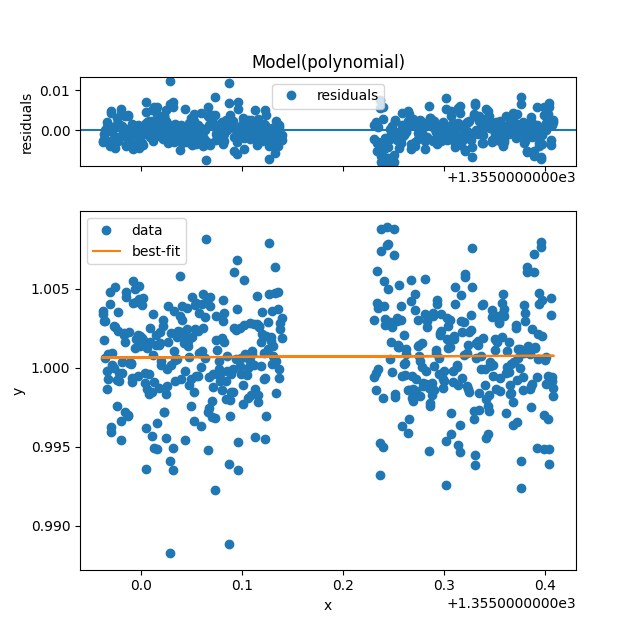 Model(polynomial)
0.01
0.00
residuals
residuals
+1.3550000000e3
data
best-fit
1.005
1.000
0.995
0.990
y
0.0 0.1 0.2 0.3 0.4
x
+1.3550000000e3